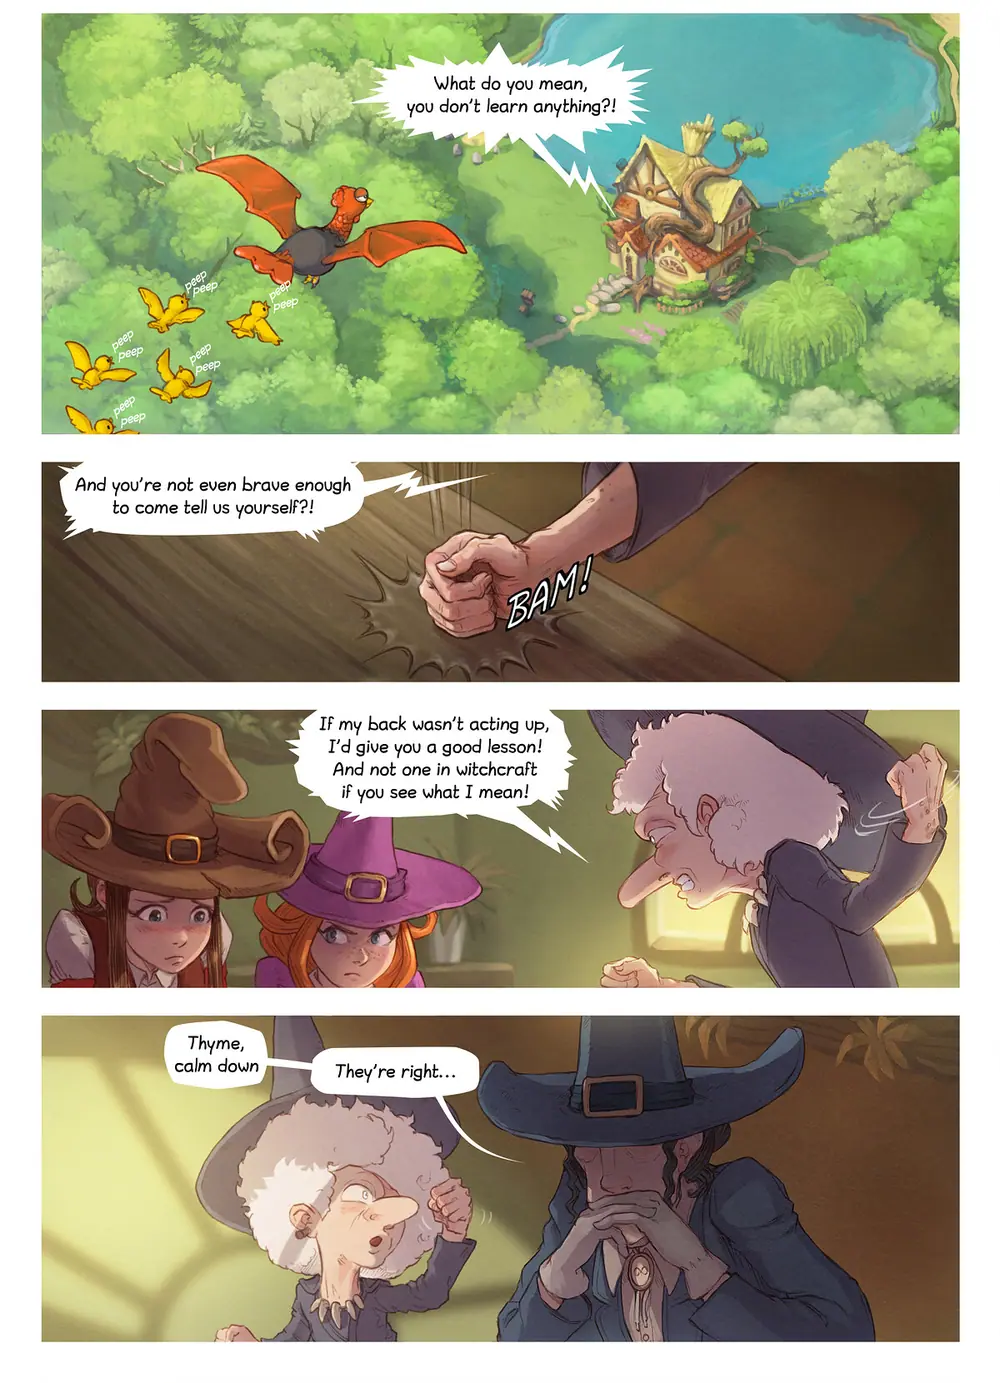 What do you mean,
you don't learn anything?!
peep
peep
peep
peep
peep
peep
peep
peep
peep
peep
And you're not even brave enough
to come tell us yourself?!
BAM!
If my back wasn't acting up,
I'd give you a good lesson!
And not one in witchcraft
if you see what I mean!
Thyme,
calm down
They're right...